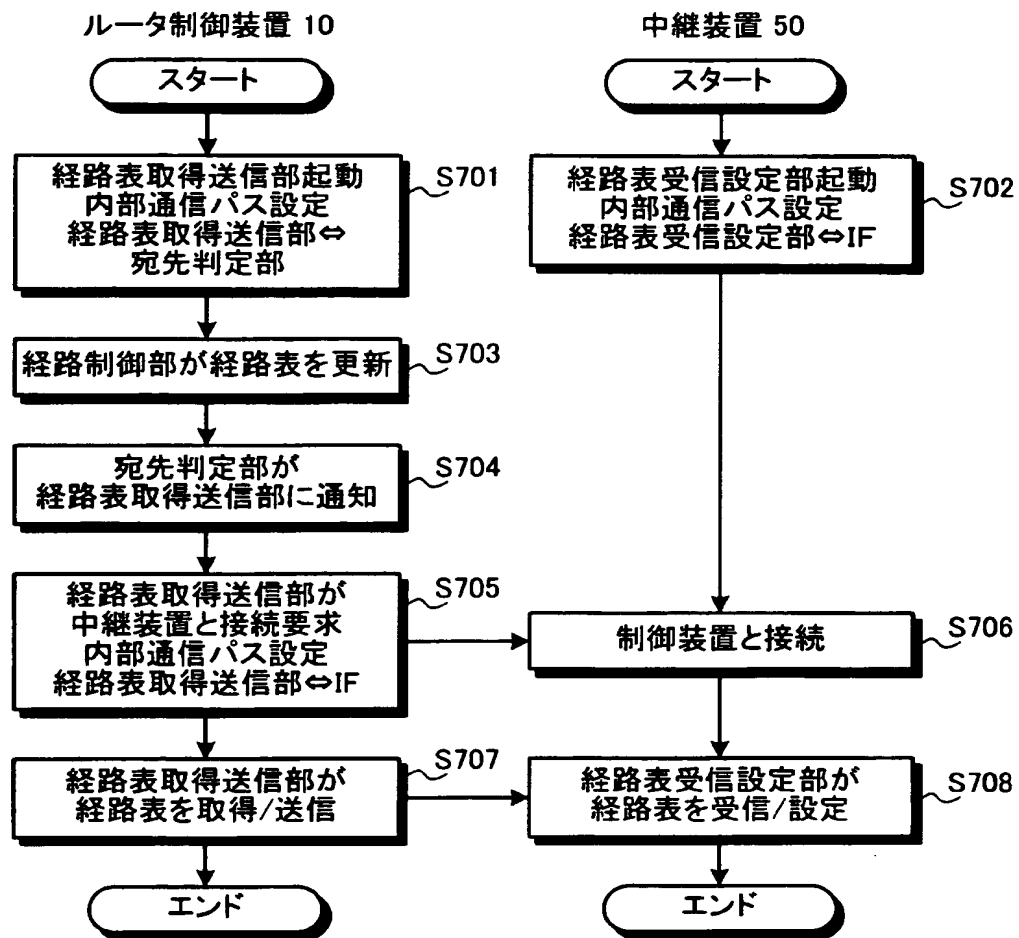 ルータ制御装置 10
スタート
経路表取得送信部起動
内部通信パス設定
経路表取得送信部⇔
宛先判定部
S701
経路制御部が経路表を更新
S703
宛先判定部が
経路表取得送信部に通知
S704
経路表取得送信部が
中継装置と接続要求
内部通信パス設定
経路表取得送信部⇔IF
S705
経路表取得送信部が
経路表を取得/送信
S707
エンド
中継装置 50
スタート
経路表受信設定部起動
内部通信パス設定
経路表受信設定部⇔IF
S702
制御装置と接続
S706
経路表受信設定部が
経路表を受信/設定
S708
エンド